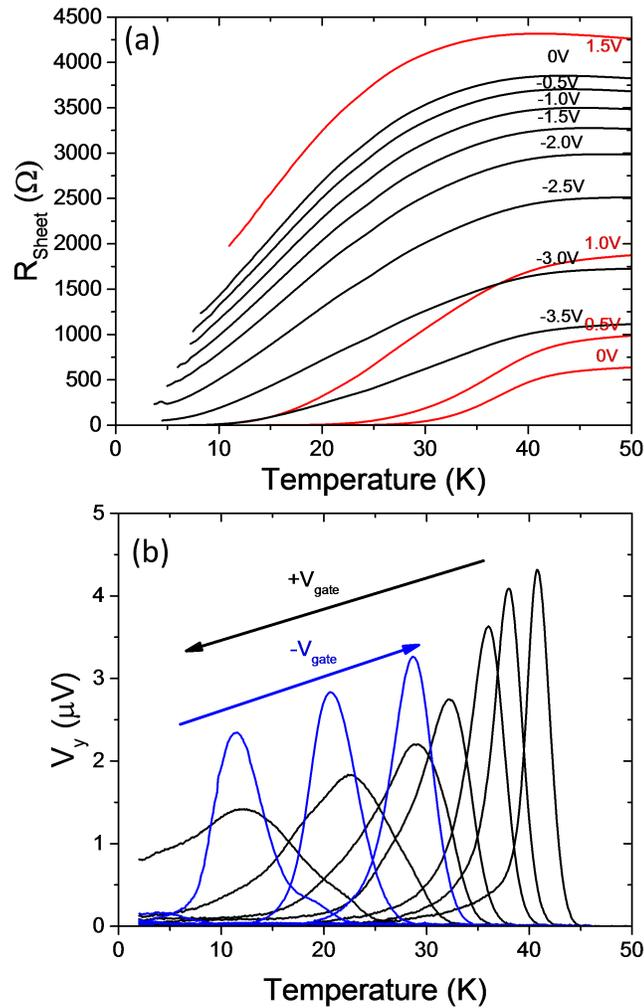 (a)
4500
4000
3500
3000
2500
2000
1500
1000
500
0
R_Sheet (Ω)
1.5V
0V
-0.5V
-1.0V
-1.5V
-2.0V
-2.5V
1.0V
-3.0V
-3.5V
0.5V
0V
0 10 20 30 40 50
Temperature (K)
(b)
5
4
3
2
1
0
V_y (μV)
+V_gate
-V_gate
0 10 20 30 40 50
Temperature (K)